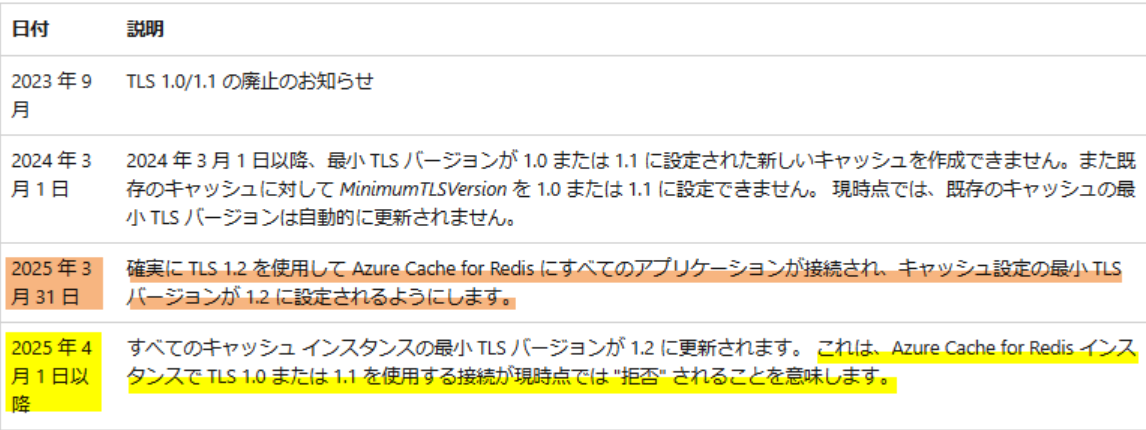 日付 説明
2023 年 9 TLS 1.0/1.1 の廃止のお知らせ
月
2024 年 3 2024 年 3 月 1 日以降、最小 TLS バージョンが 1.0 または 1.1 に設定された新しいキャッシュを作成できません。また既
月 1 日 存のキャッシュに対して MinimumTLSVersion を 1.0 または 1.1 に設定できません。 現時点では、既存のキャッシュの最
小 TLS バージョンは自動的に更新されません。
2025 年 3 確実に TLS 1.2 を使用して Azure Cache for Redis にすべてのアプリケーションが接続され、キャッシュ設定の最小 TLS
月 31 日 バージョンが 1.2 に設定されるようにします。
2025 年 4 すべてのキャッシュ インスタンスの最小 TLS バージョンが 1.2 に更新されます。 これは、Azure Cache for Redis インス
月 1 日以 タンスで TLS 1.0 または 1.1 を使用する接続が現時点では "拒否" されることを意味します。
降